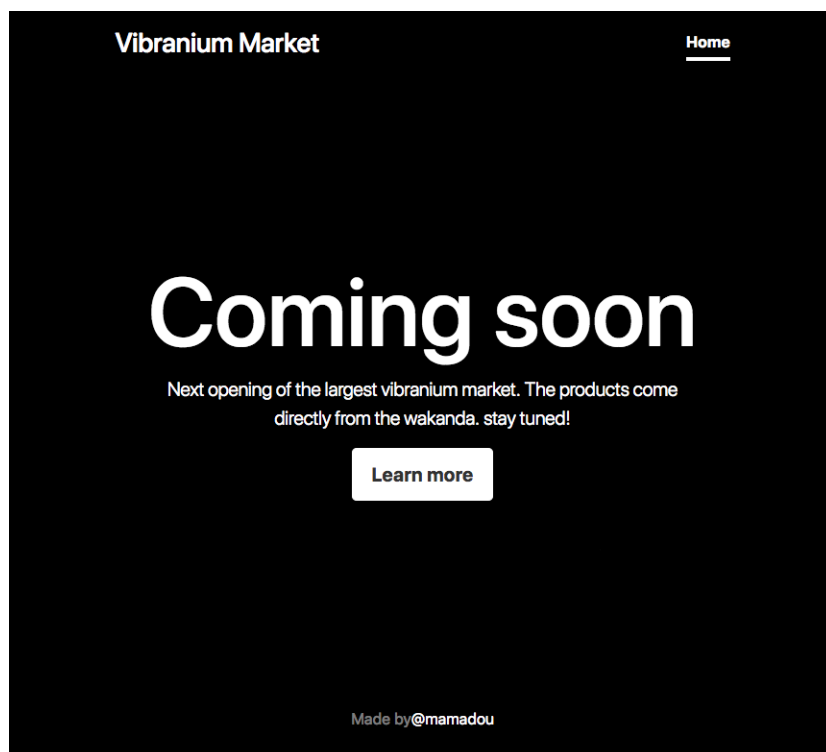 Vibranium Market
Home
Coming soon
Next opening of the largest vibranium market. The products come
directly from the wakanda. stay tuned!
Learn more
Made by@mamadou